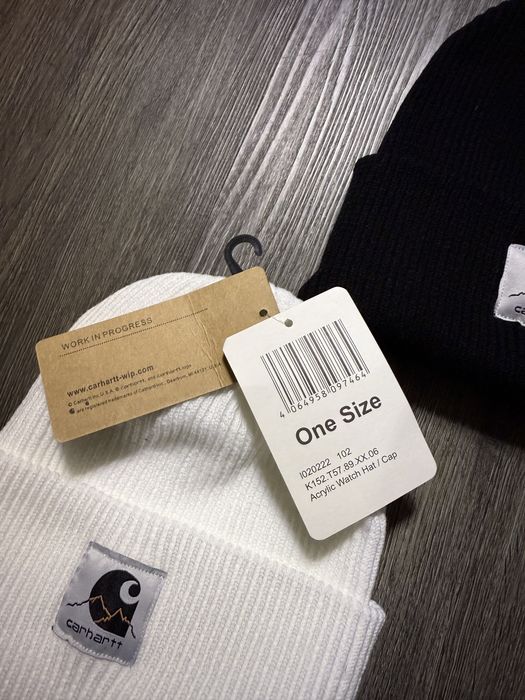 WORK IN PROGRESS
www.carhartt-wip.com
4 064958 097464
One Size
I020222 102
K152.T57.89.XX.06
Acrylic Watch Hat / Cap
carhartt
ca